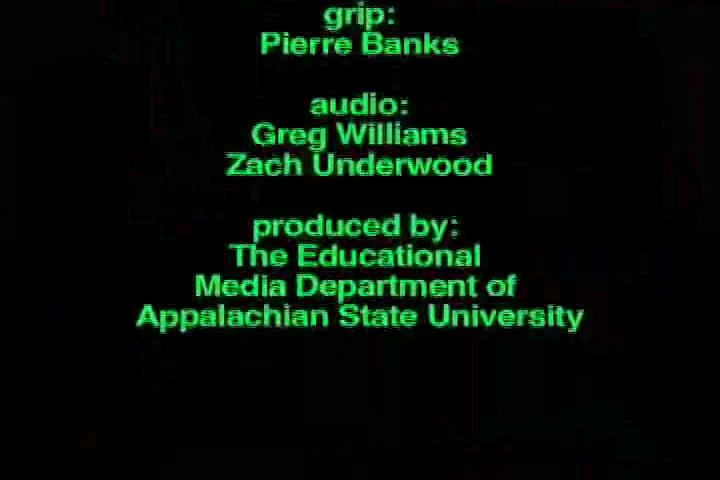 grip:
Pierre Banks
audio:
Greg Williams
Zach Underwood
produced by:
The Educational
Media Department of
Appalachian State University